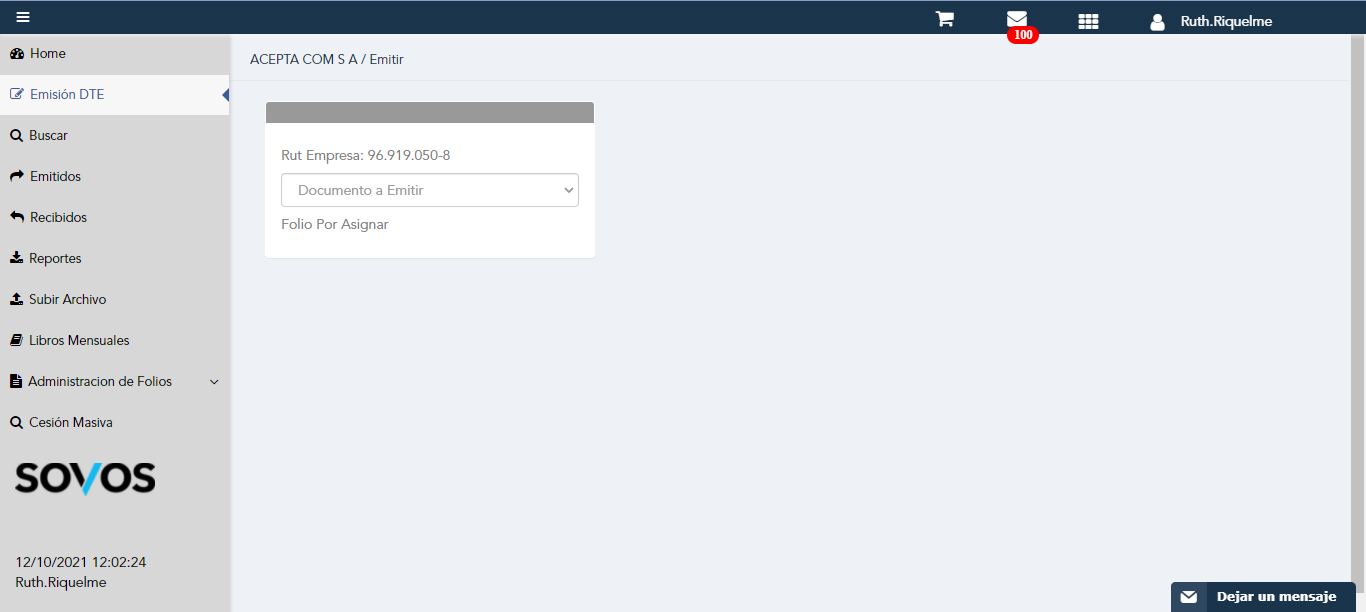 Ruth.Riquelme
100
Home
ACEPTA COM S A / Emitir
Emisión DTE
Buscar
Rut Empresa: 96.919.050-8
Emitidos
Documento a Emitir
Recibidos
Folio Por Asignar
Reportes
Subir Archivo
Libros Mensuales
Administracion de Folios
Cesión Masiva
SOVOS
12/10/2021 12:02:24
Ruth.Riquelme
Dejar un mensaje